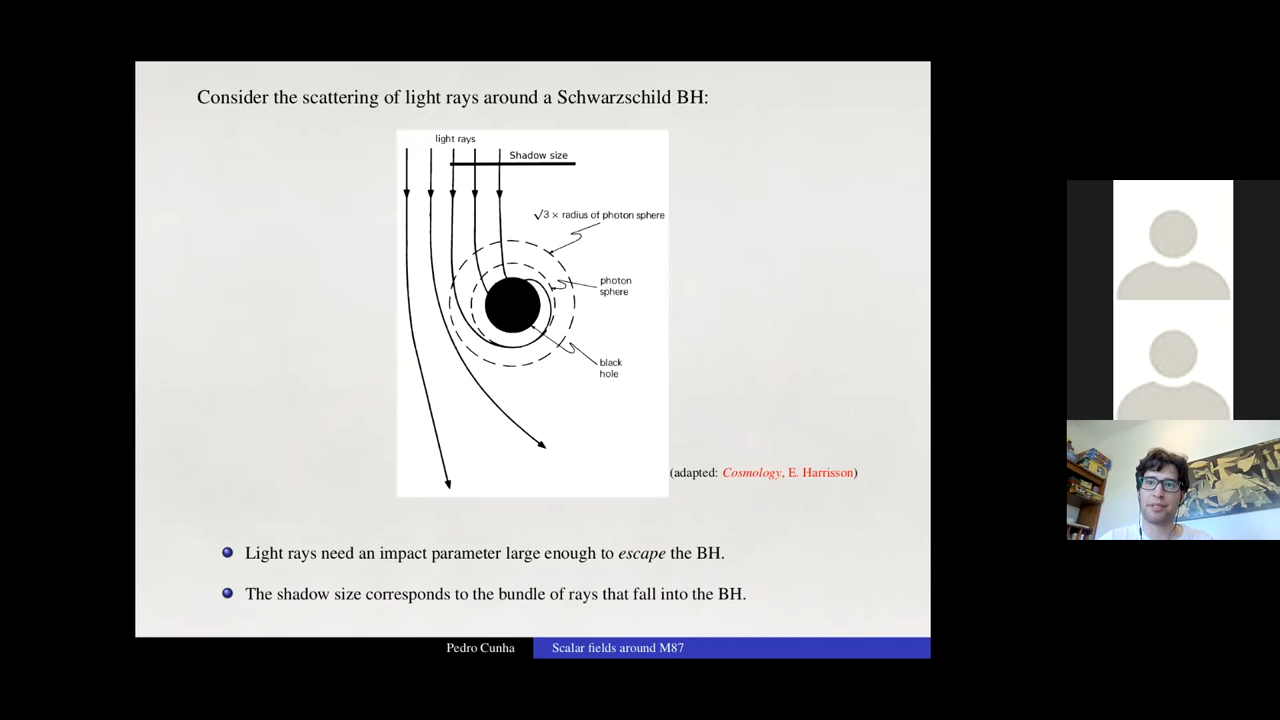 Consider the scattering of light rays around a Schwarzschild BH:
light rays
Shadow size
√3 × radius of photon sphere
photon
sphere
black
hole
(adapted: Cosmology, E. Harrisson)
Light rays need an impact parameter large enough to escape the BH.
The shadow size corresponds to the bundle of rays that fall into the BH.
Pedro Cunha
Scalar fields around M87